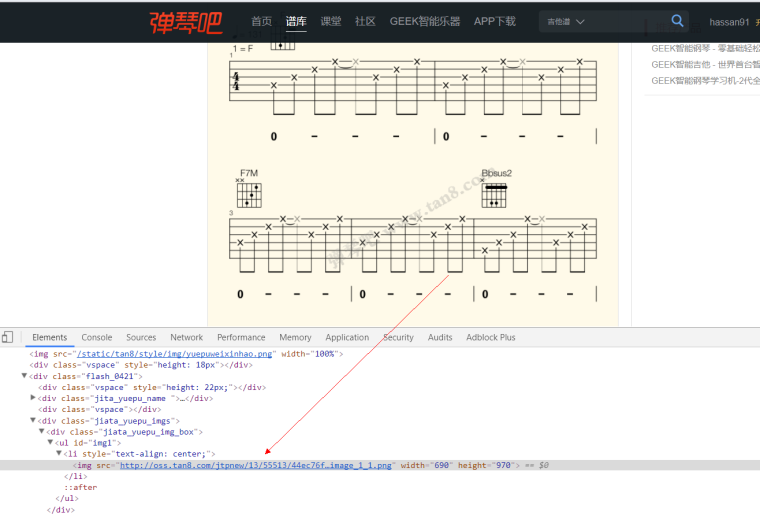 弹琴吧 首页 谱库 课堂 社区 GEEK智能乐器 APP下载 吉他谱 hassan91
GEEK智能钢琴 - 零基础轻松
GEEK智能吉他 - 世界首台智
GEEK智能钢琴学习机-2代全
1 = F
1
4
4
0 - - - 0 - - -
F7M Bbsus2
×× ×
3
0 - - - 0 - - - 0 - - -
弹琴吧 www.tan8.com
Elements Console Sources Network Performance Memory Application Security Audits Adblock Plus
<img src="/static/tan8/style/img/yuepuweixinhao.png" width="100%">
<div class="vspace" style="height: 18px"></div>
▼<div class="flash_0421">
<div class="vspace" style="height: 22px;"></div>
▶<div class="jita_yuepu_name ">…</div>
<div class="vspace"></div>
▼<div class="jiata_yuepu_imgs">
▼<div class="jiata_yuepu_img_box">
▼<ul id="img1">
▼<li style="text-align: center;">
<img src="http://oss.tan8.com/jtpnew/13/55513/44ec76f…image_1_1.png" width="690" height="970"> == $0
</li>
::after
</ul>
</div>